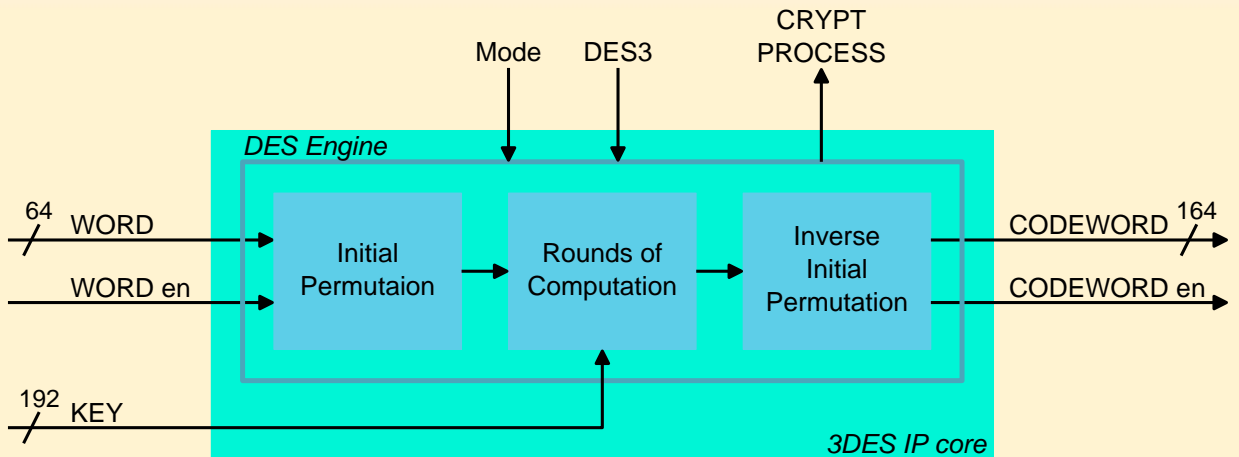 CRYPT
PROCESS
Mode
DES3
DES Engine
64
WORD
WORD en
192
KEY
Initial
Permutaion
Rounds of
Computation
Inverse
Initial
Permutation
CODEWORD
164
CODEWORD en
3DES IP core